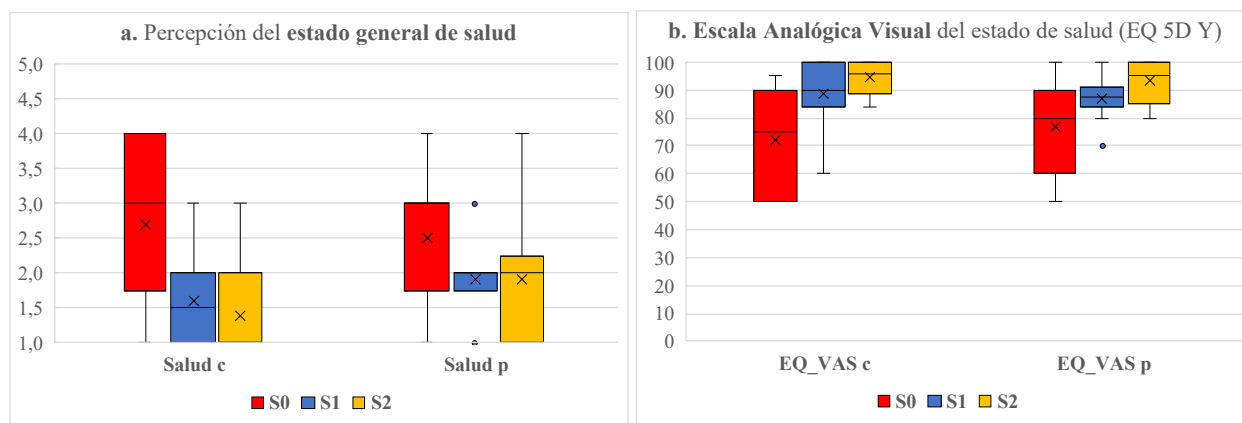 a. Percepción del estado general de salud
5,0
4,5
4,0
3,5
3,0
2,5
2,0
1,5
1,0
Salud c
Salud p
S0 S1 S2
b. Escala Analógica Visual del estado de salud (EQ 5D Y)
100
90
80
70
60
50
40
30
20
10
0
EQ_VAS c
EQ_VAS p
S0 S1 S2